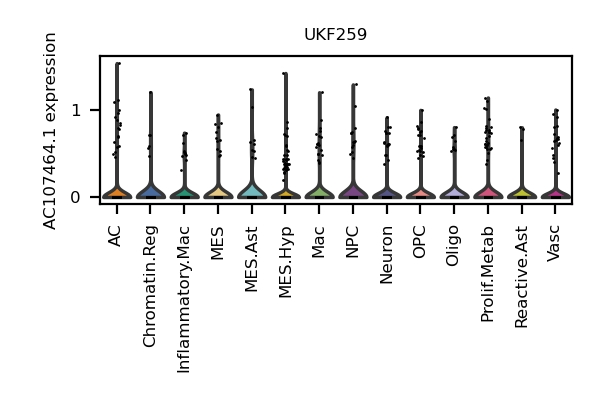 UKF259
AC107464.1 expression
1
0
AC
Chromatin.Reg
Inflammatory.Mac
MES
MES.Ast
MES.Hyp
Mac
NPC
Neuron
OPC
Oligo
Prolif.Metab
Reactive.Ast
Vasc